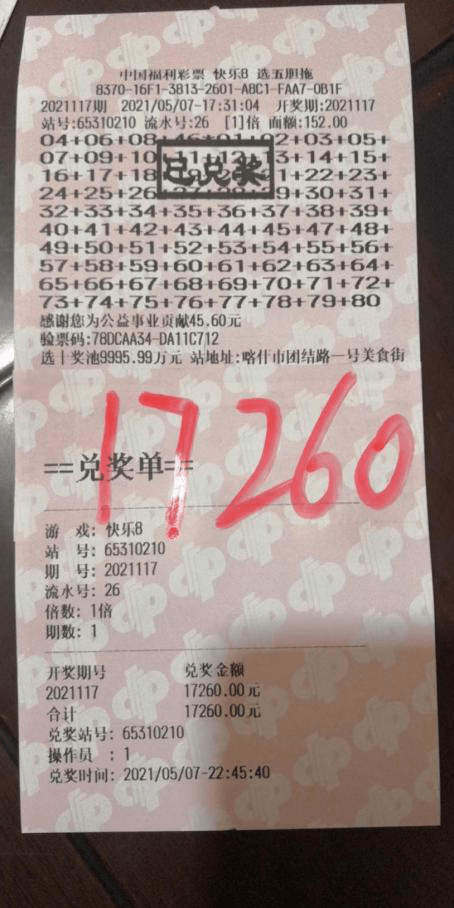 中国福利彩票 快乐8 选五胆拖
8370-16F1-3813-2601-A8C1-FAA7-0B1F
2021117期 2021/05/07-17:31:04 开奖期:2021117
站号:65310210 流水号:26 [1]倍 面额:152.00
04+06+08+46*01+02+03+05+
07+09+10+11+12+13+14+15+
已兑奖
16+17+18 21+22+23+
24+25+26 29+30+31+
32+33+34+35+36+37+38+39+
40+41+42+43+44+45+47+48+
49+50+51+52+53+54+55+56+
57+58+59+60+61+62+63+64+
65+66+67+68+69+70+71+72+
73+74+75+76+77+78+79+80
感谢您为公益事业贡献45.60元
验票码:78DCAA34-DA11C712
选十奖池9995.99万元 站地址:喀什市团结路一号美食街
17260
==兑奖单==
游 戏: 快乐8
站 号: 65310210
期 号: 2021117
流水号: 26
倍数: 1倍
期数: 1
开奖期号 兑奖金额
2021117 17260.00元
合计 17260.00元
兑奖站号: 65310210
操作员 : 1
兑奖时间: 2021/05/07-22:45:40